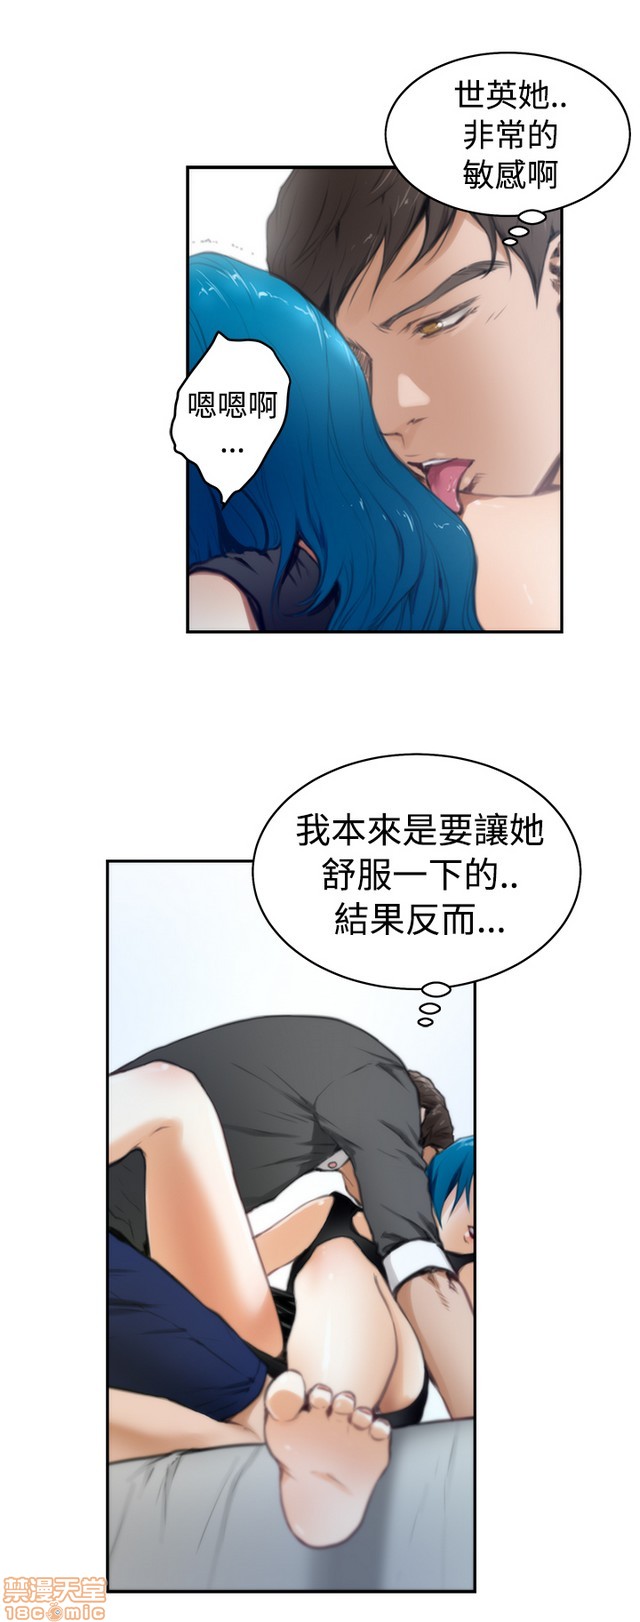 世英她..
非常的
敏感啊
嗯嗯啊
...
我本來是要讓她
舒服一下的..
結果反而...
禁漫天堂
18comic